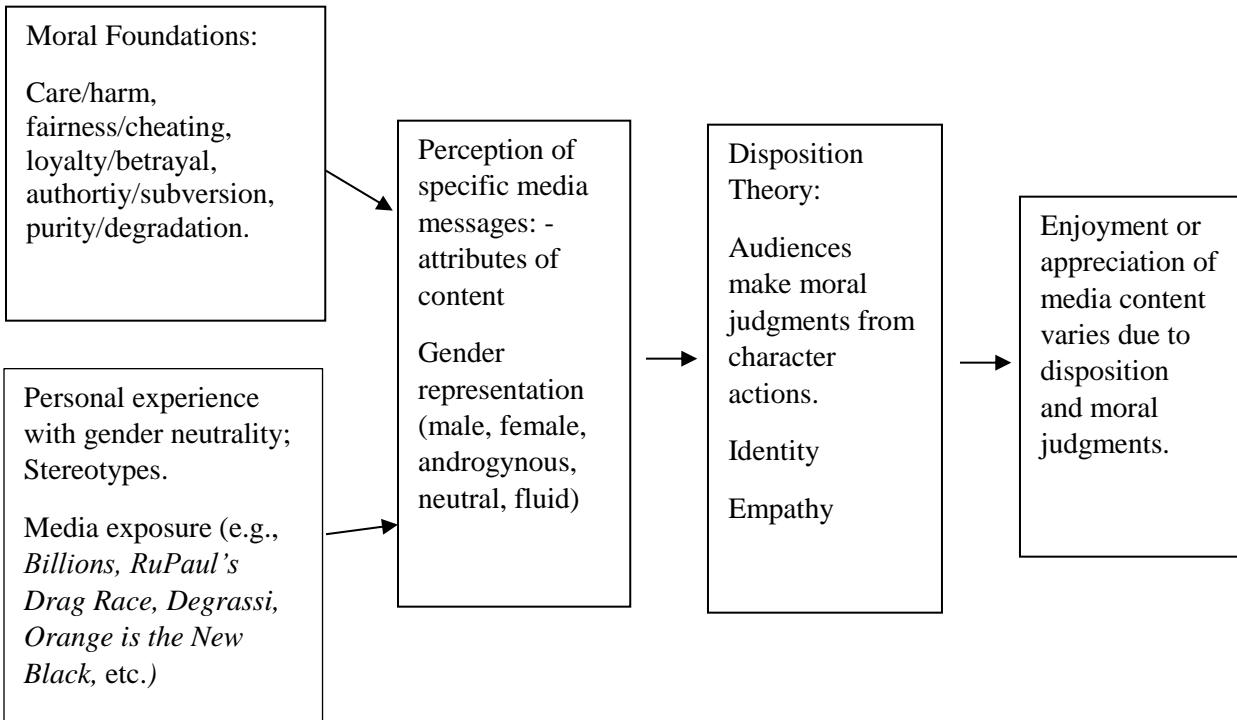 Moral Foundations:
Care/harm,
fairness/cheating,
loyalty/betrayal,
authortiy/subversion,
purity/degradation.
Personal experience
with gender neutrality;
Stereotypes.
Media exposure (e.g.,
Billions, RuPaul’s
Drag Race, Degrassi,
Orange is the New
Black, etc.)
Perception of
specific media
messages: -
attributes of
content
Gender
representation
(male, female,
androgynous,
neutral, fluid)
Disposition
Theory:
Audiences
make moral
judgments from
character
actions.
Identity
Empathy
Enjoyment or
appreciation of
media content
varies due to
disposition
and moral
judgments.